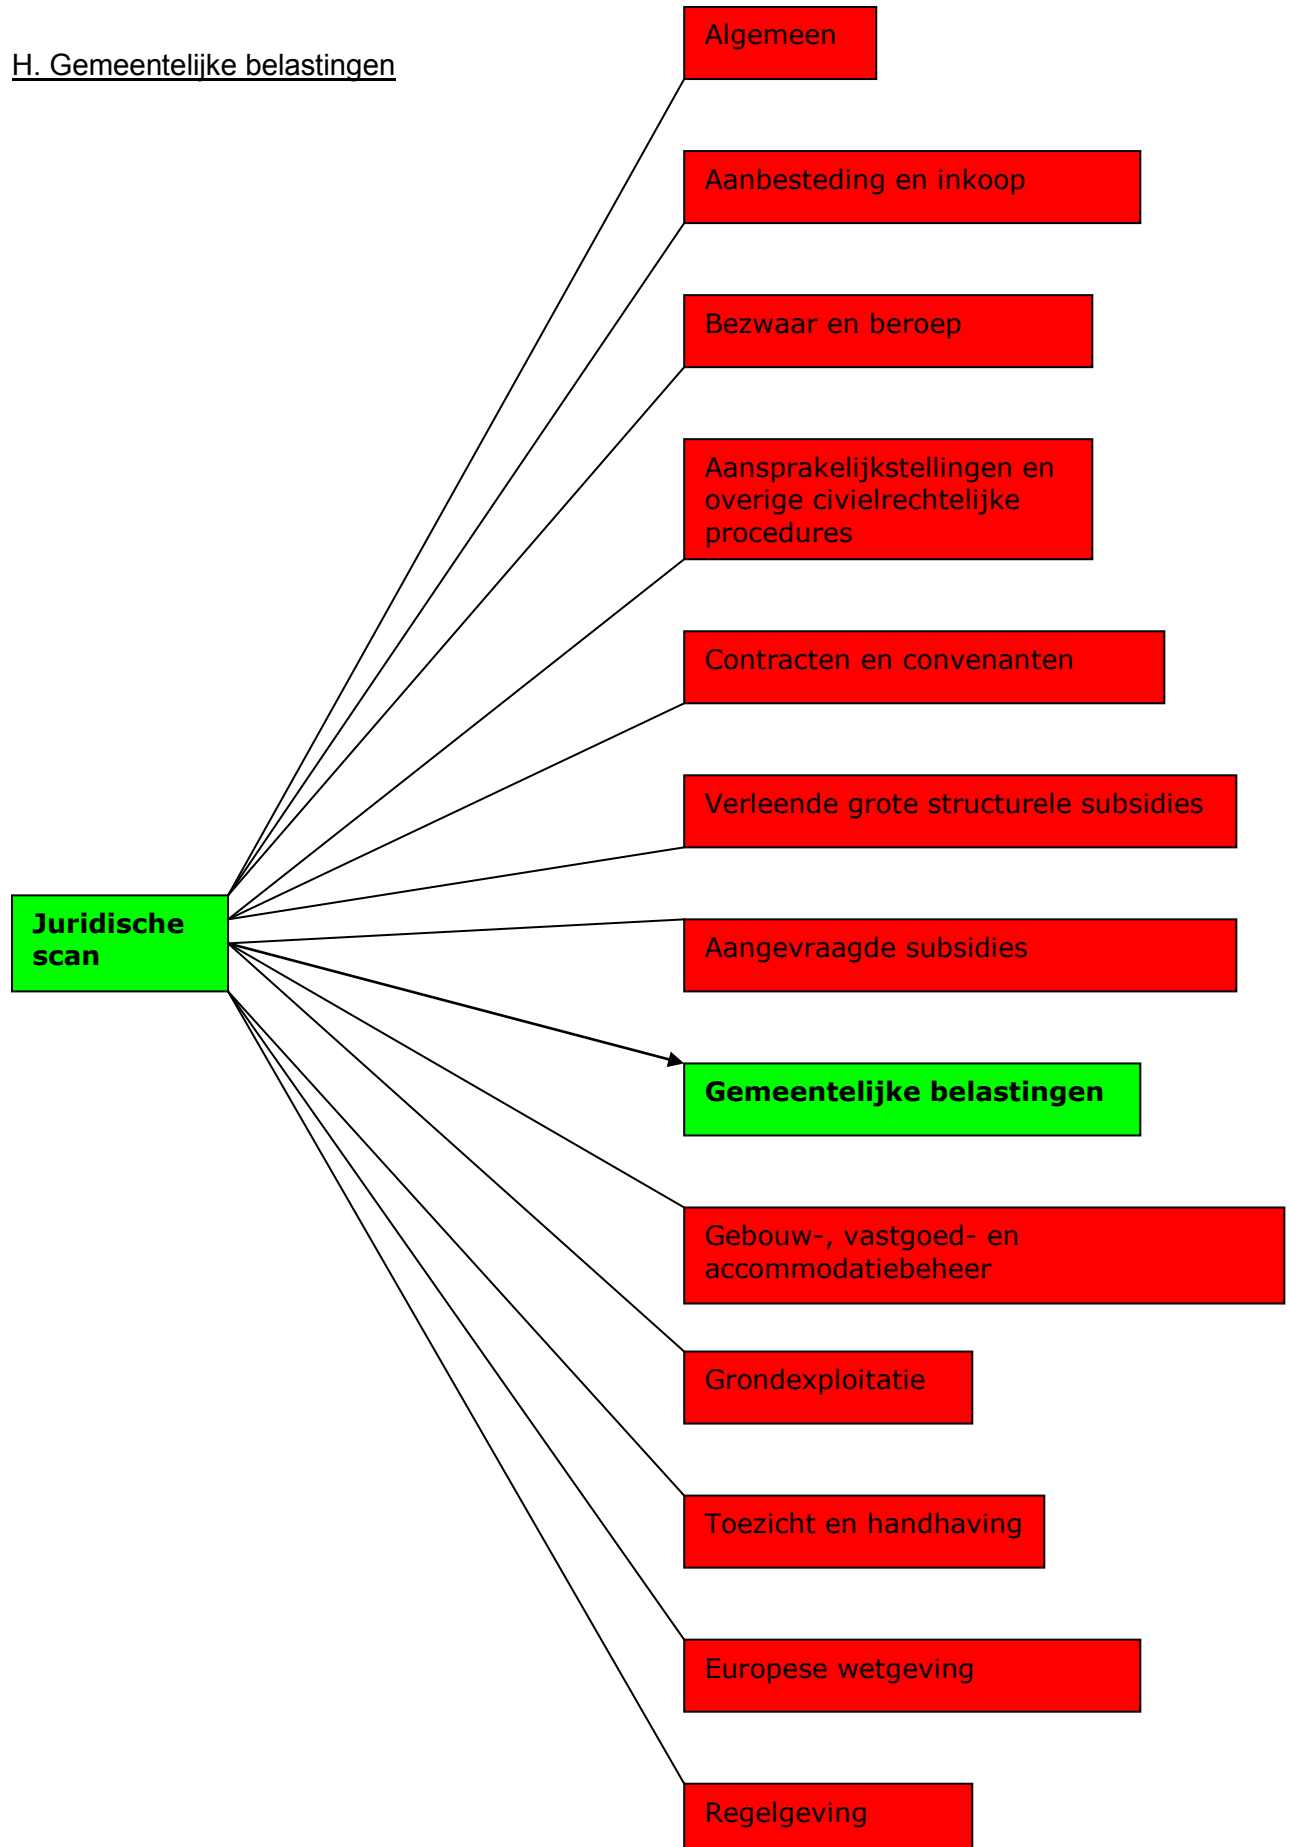 H. Gemeentelijke belastingen
Algemeen
Aanbesteding en inkoop
Bezwaar en beroep
Aansprakelijkstellingen en
overige civielrechtelijke
procedures
Contracten en convenanten
Verleende grote structurele subsidies
Juridische
scan
Aangevraagde subsidies
Gemeentelijke belastingen
Gebouw-, vastgoed- en
accommodatiebeheer
Grondexploitatie
Toezicht en handhaving
Europese wetgeving
Regelgeving